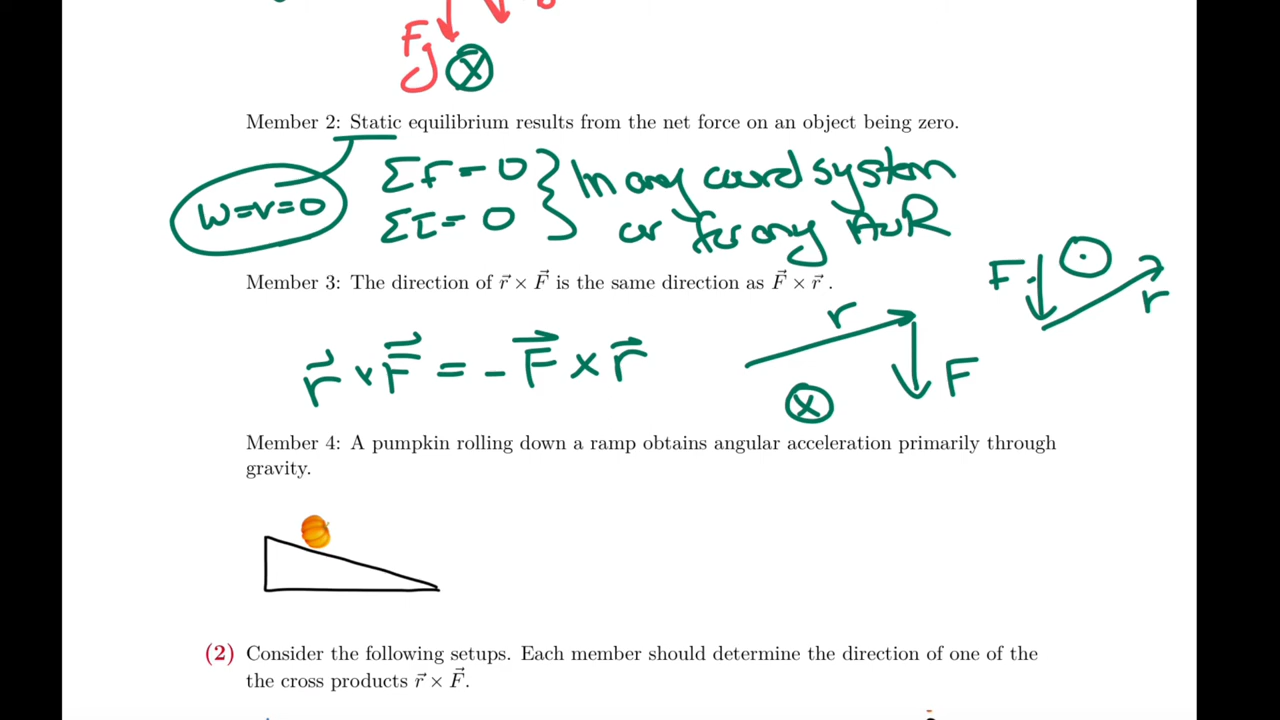 F
g ⊗
Member 2: Static equilibrium results from the net force on an object being zero.
ΣF = 0 } In any coord system
ω=v=0
Στ = 0 or for any AoR
Member 3: The direction of r⃗ × F⃗ is the same direction as F⃗ × r⃗ .
F ⊙ r
r⃗ × F⃗ = - F⃗ × r⃗
r
F
⊗
Member 4: A pumpkin rolling down a ramp obtains angular acceleration primarily through
gravity.
(2) Consider the following setups. Each member should determine the direction of one of the
the cross products r⃗ × F⃗.